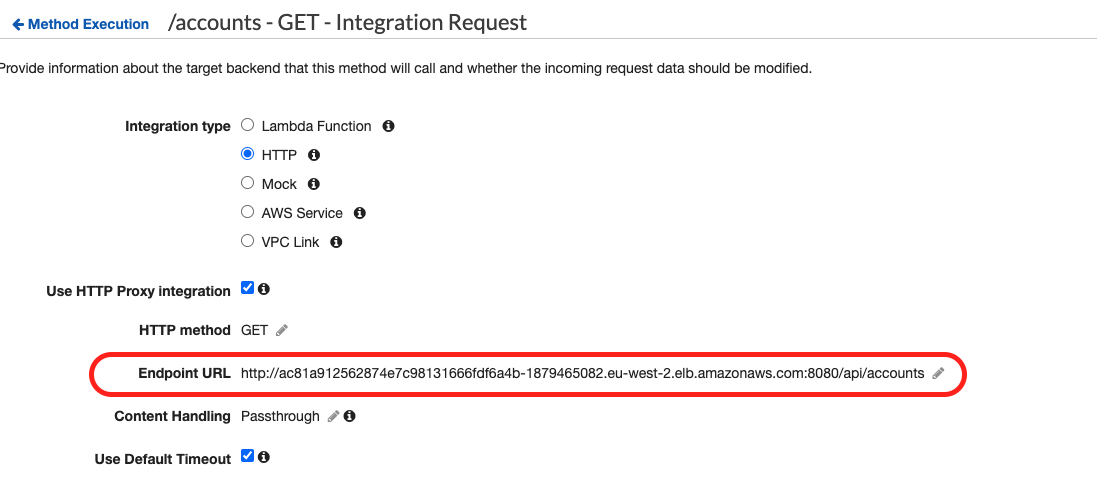 Method Execution /accounts - GET - Integration Request
Provide information about the target backend that this method will call and whether the incoming request data should be modified.
Integration type Lambda Function
HTTP
Mock
AWS Service
VPC Link
Use HTTP Proxy integration
HTTP method GET
Endpoint URL http://ac81a912562874e7c98131666fdf6a4b-1879465082.eu-west-2.elb.amazonaws.com:8080/api/accounts
Content Handling Passthrough
Use Default Timeout